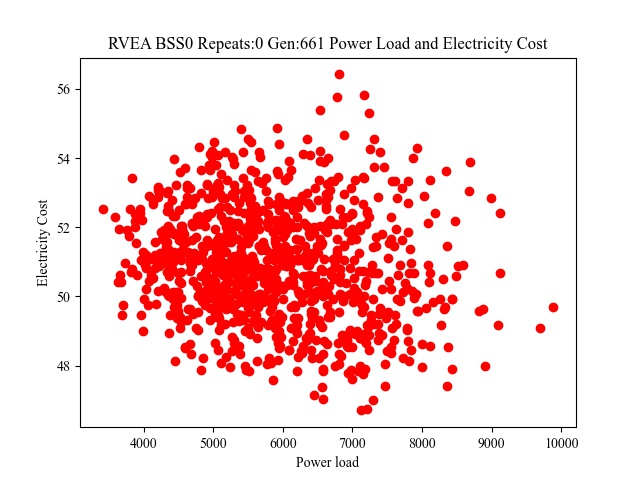 RVEA BSS0 Repeats:0 Gen:661 Power Load and Electricity Cost
56
54
52
50
48
Electricity Cost
4000 5000 6000 7000 8000 9000 10000
Power load